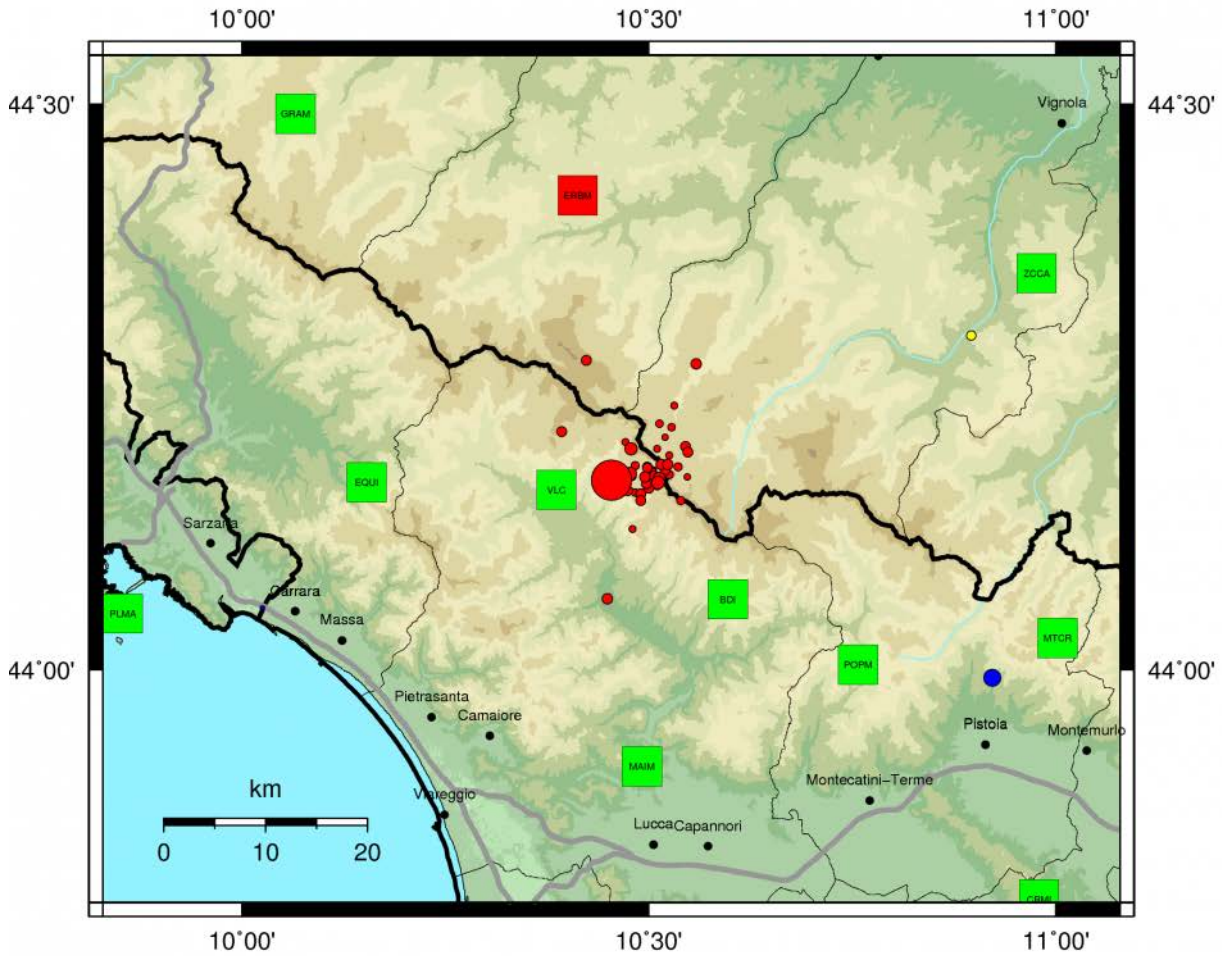 10°00' 10°30' 11°00'
44°30' 44°30'
GRAM
Vignola
ERBM
ZCCA
EQUI
VLC
Sarzana
Carrara
PLMA
BDI
Massa
MTCR
POPM
44°00' 44°00'
Pietrasanta
Camaiore
Pistoia
Montemurlo
MAIM
km
Montecatini-Terme
Viareggio
Lucca Capannori
0 10 20
10°00' 10°30' 11°00'